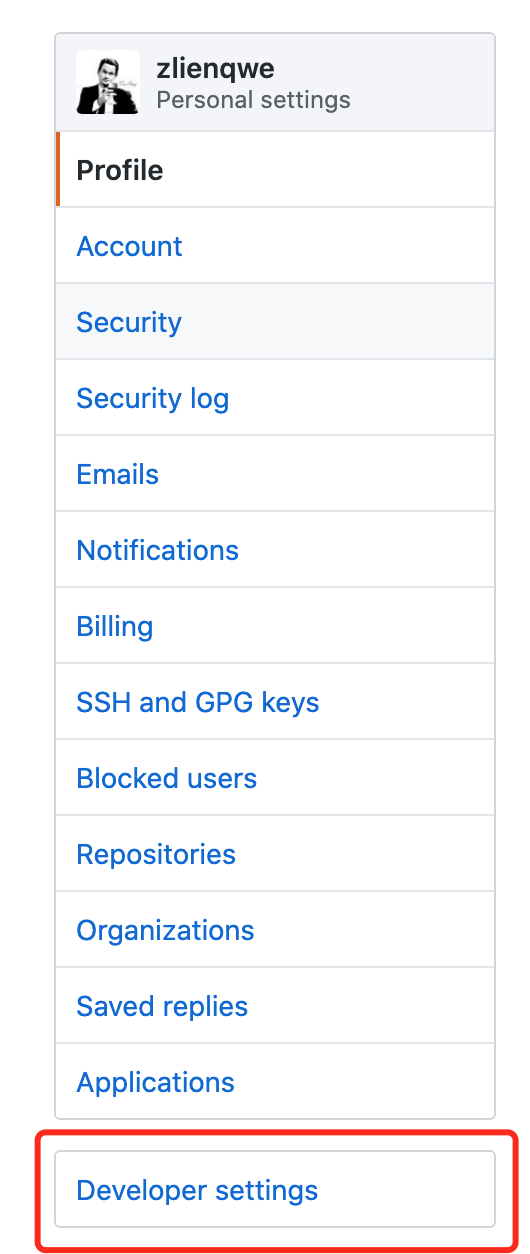 zlienqwe
Personal settings
Profile
Account
Security
Security log
Emails
Notifications
Billing
SSH and GPG keys
Blocked users
Repositories
Organizations
Saved replies
Applications
Developer settings